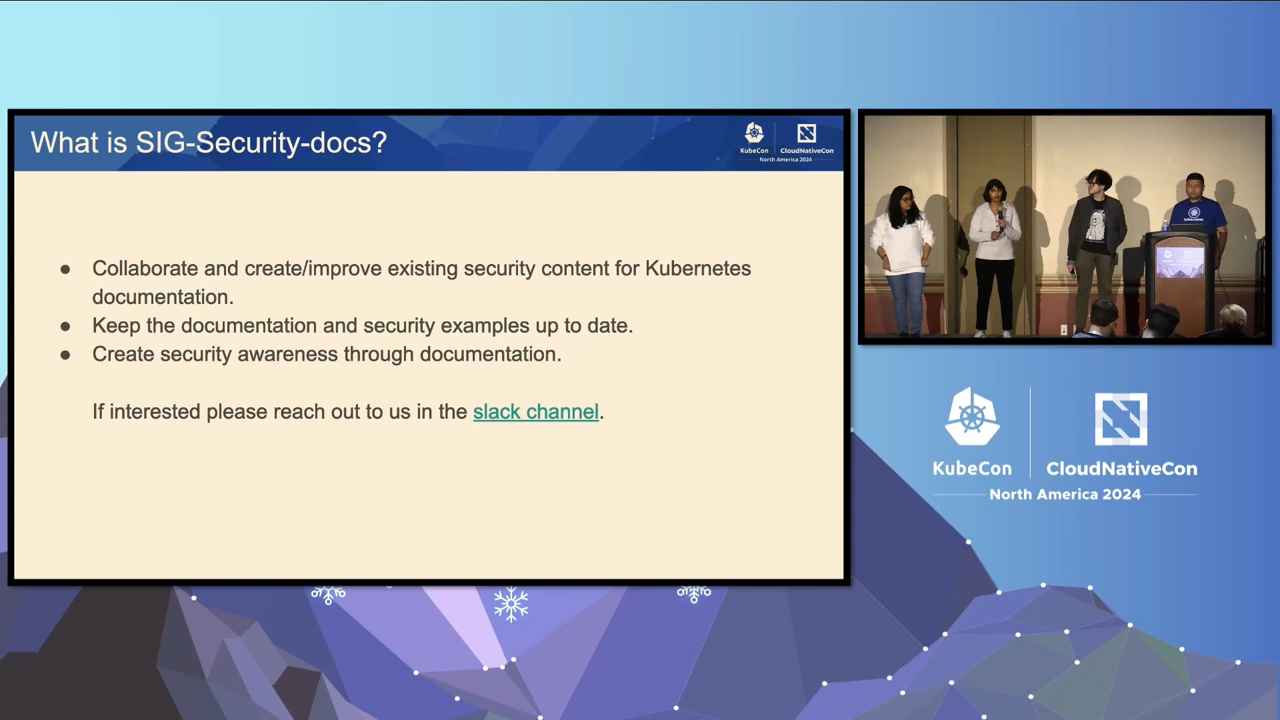 What is SIG-Security-docs?
KubeCon
CloudNativeCon
North America 2024
● Collaborate and create/improve existing security content for Kubernetes
documentation.
● Keep the documentation and security examples up to date.
● Create security awareness through documentation.
If interested please reach out to us in the slack channel.
kubernetes
KubeCon
CloudNativeCon
North America 2024